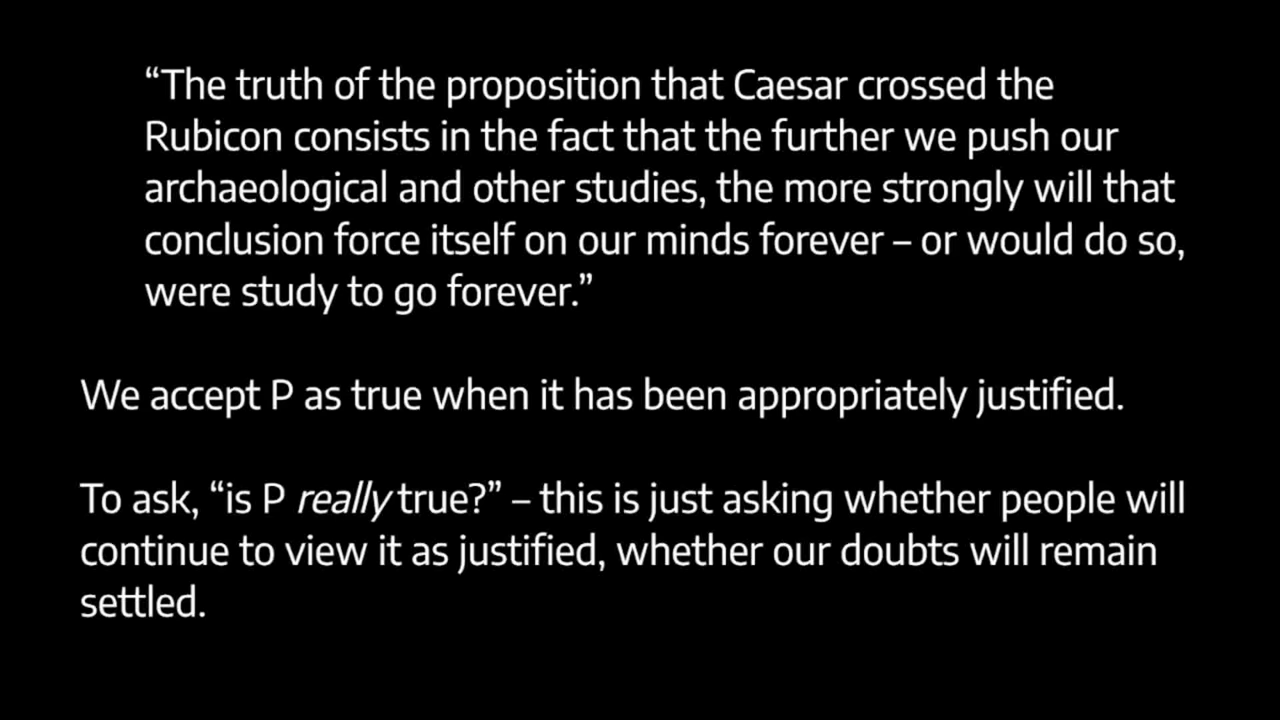 “The truth of the proposition that Caesar crossed the
Rubicon consists in the fact that the further we push our
archaeological and other studies, the more strongly will that
conclusion force itself on our minds forever – or would do so,
were study to go forever.”
We accept P as true when it has been appropriately justified.
To ask, “is P really true?” – this is just asking whether people will
continue to view it as justified, whether our doubts will remain
settled.